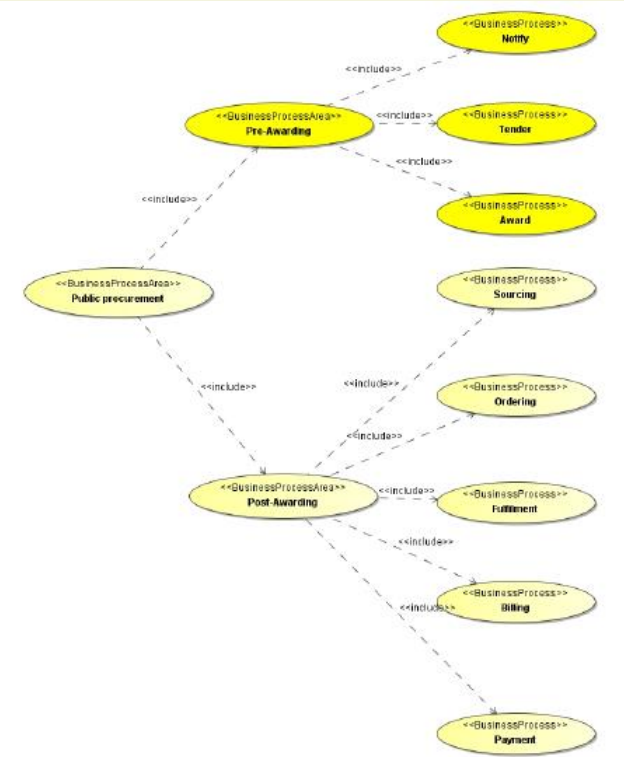 <<BusinessProcess>>
Notify
<<include>>
<<BusinessProcessArea>>
Pre-Awarding
<<include>>
<<BusinessProcess>>
Tender
<<include>>
<<BusinessProcess>>
Award
<<include>>
<<BusinessProcessArea>>
Public procurement
<<BusinessProcess>>
Sourcing
<<include>>
<<include>>
<<BusinessProcess>>
Ordering
<<include>>
<<BusinessProcessArea>>
Post-Awarding
<<include>>
<<BusinessProcess>>
Fulfilment
<<include>>
<<BusinessProcess>>
Billing
<<include>>
<<BusinessProcess>>
Payment